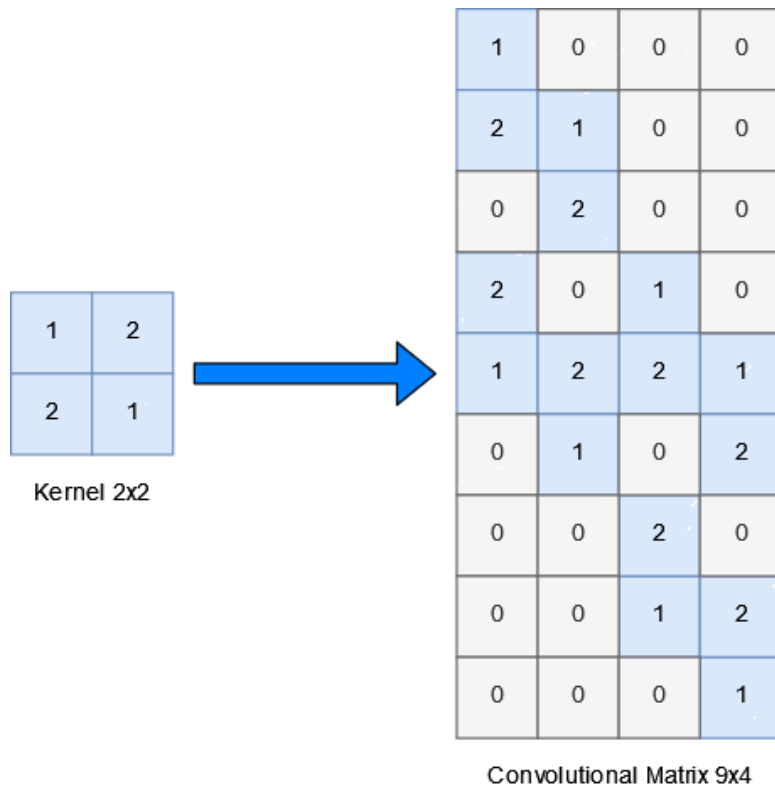 1 0 0 0
2 1 0 0
0 2 0 0
2 0 1 0
1 2
1 2 2 1
2 1
0 1 0 2
Kernel 2x2
0 0 2 0
0 0 1 2
0 0 0 1
Convolutional Matrix 9x4